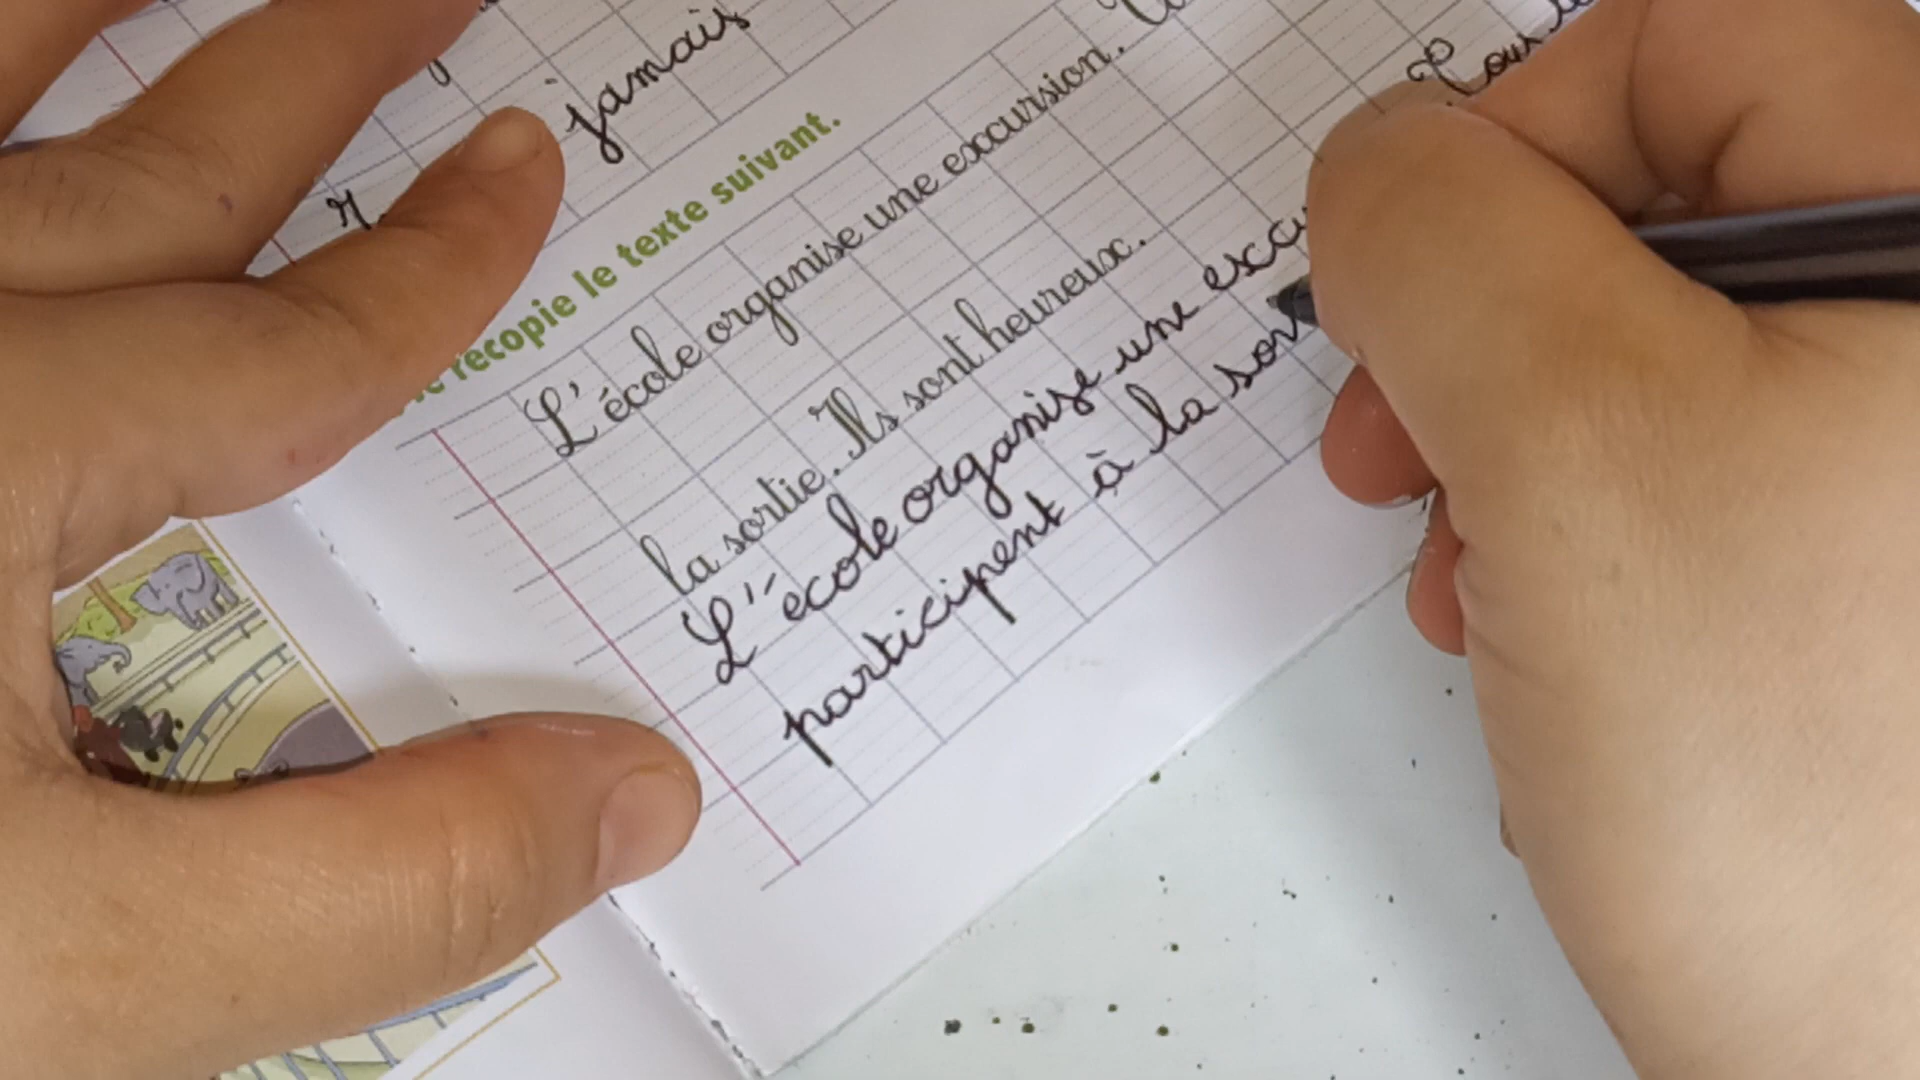 jamais
recopie le texte suivant.
L'école organise une excursion.
la sortie. Ils sont heureux.
L'école organise une excu
participent à la sor